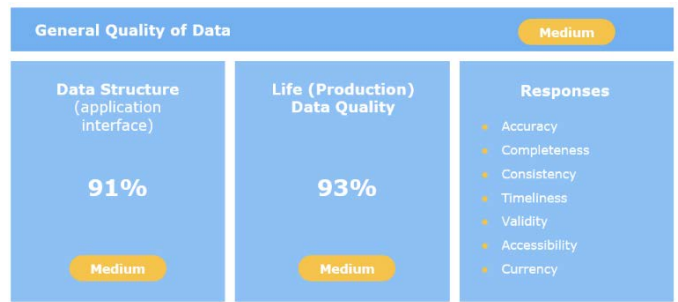 General Quality of Data
Medium
Data Structure
(application
interface)
91%
Medium
Life (Production)
Data Quality
93%
Medium
Responses
Accuracy
Completeness
Consistency
Timeliness
Validity
Accessibility
Currency